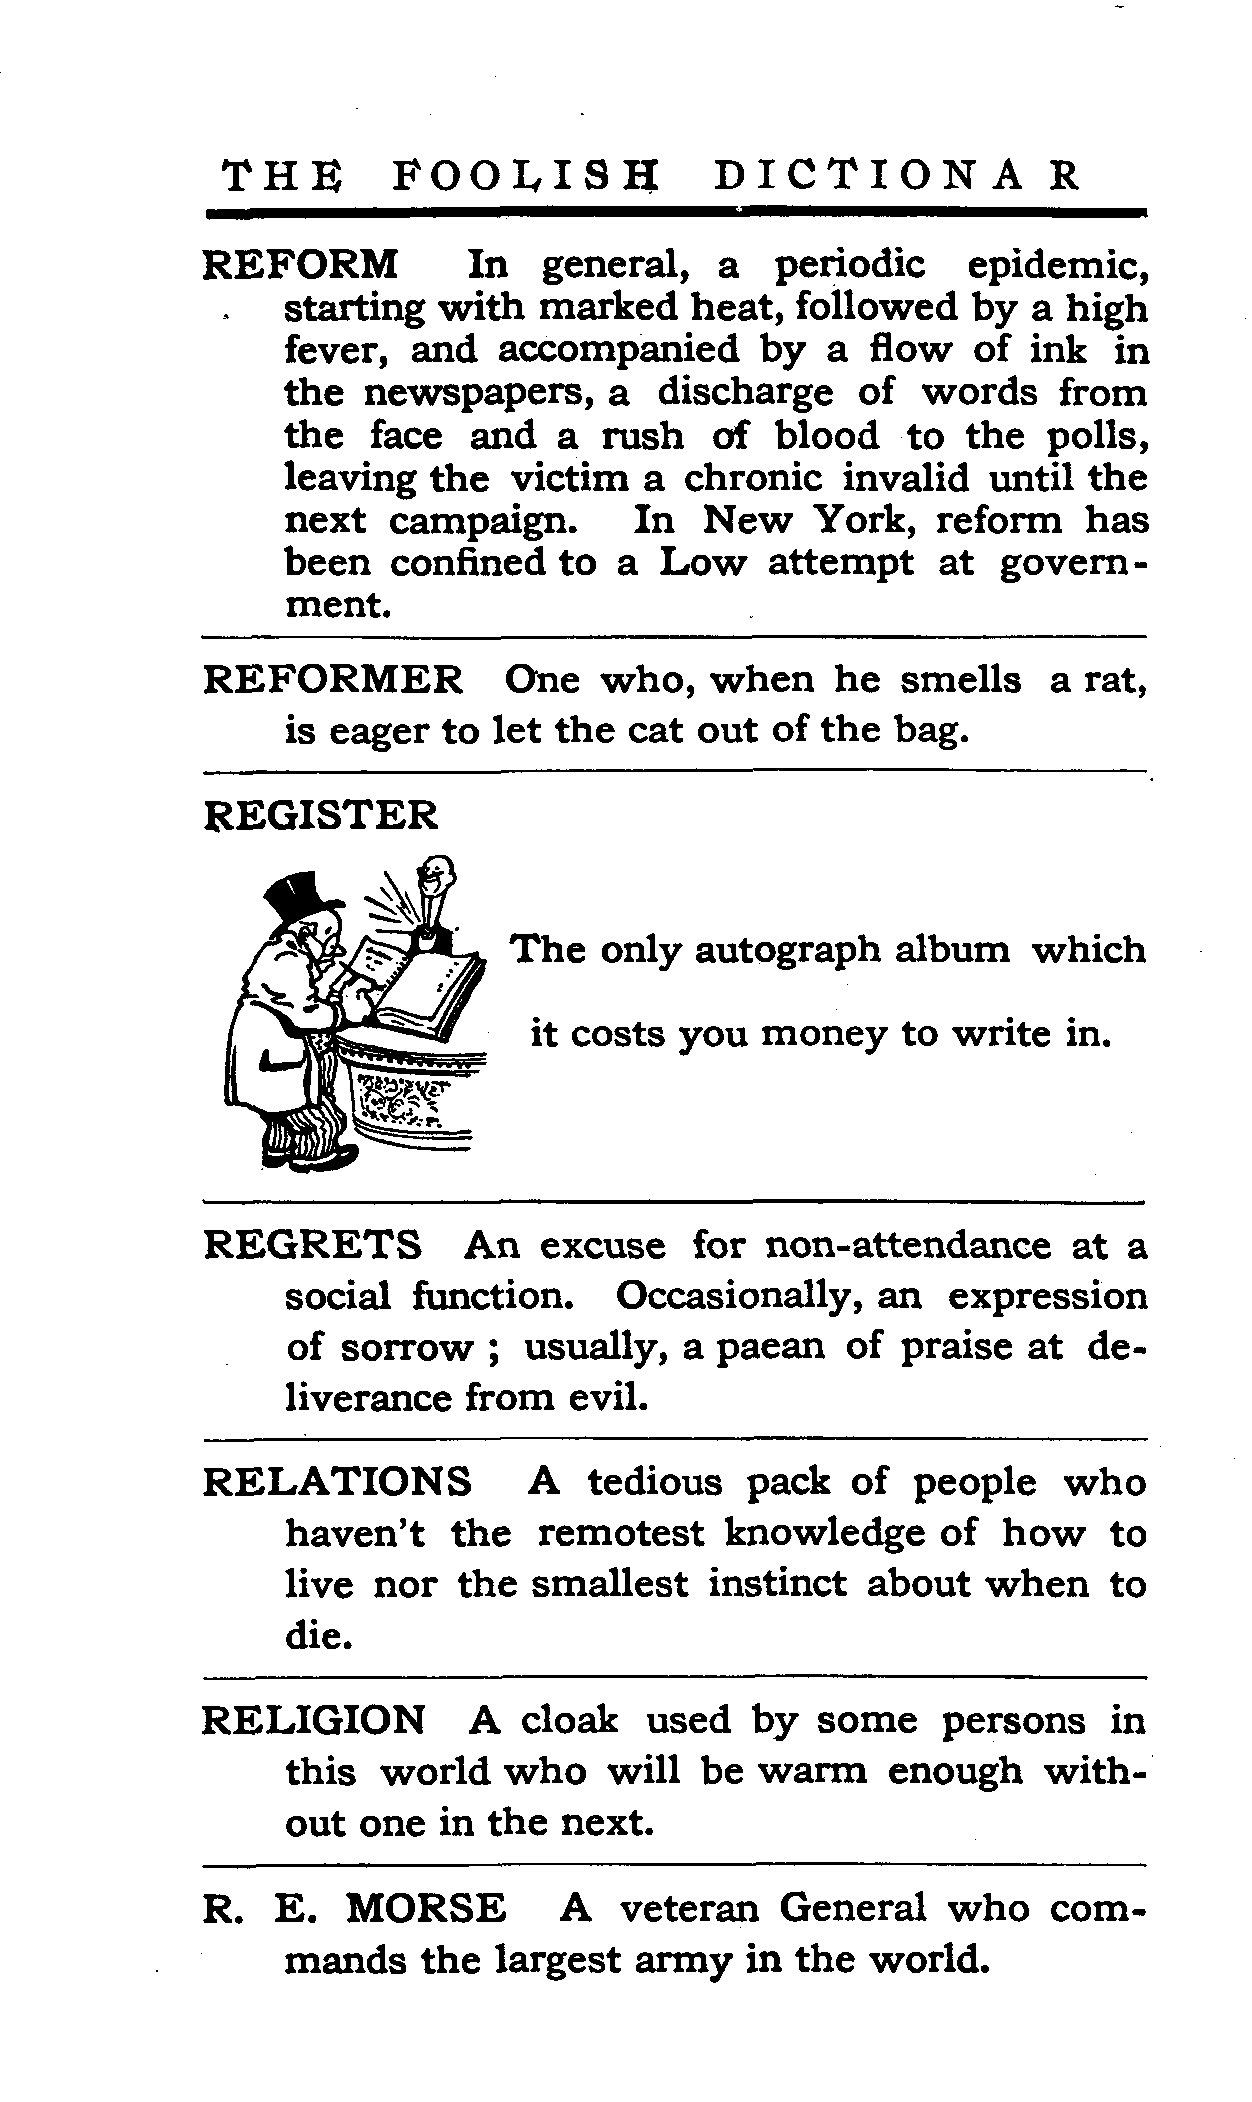 THE FOOLISH DICTIONAR
REFORM In general, a periodic epidemic,
starting with marked heat, followed by a high
fever, and accompanied by a flow of ink in
the newspapers, a discharge of words from
the face and a rush of blood to the polls,
leaving the victim a chronic invalid until the
next campaign. In New York, reform has
been confined to a Low attempt at govern-
ment.
REFORMER One who, when he smells a rat,
is eager to let the cat out of the bag.
REGISTER
The only autograph album which
it costs you money to write in.
REGRETS An excuse for non-attendance at a
social function. Occasionally, an expression
of sorrow ; usually, a paean of praise at de-
liverance from evil.
RELATIONS A tedious pack of people who
haven't the remotest knowledge of how to
live nor the smallest instinct about when to
die.
RELIGION A cloak used by some persons in
this world who will be warm enough with-
out one in the next.
R. E. MORSE A veteran General who com-
mands the largest army in the world.